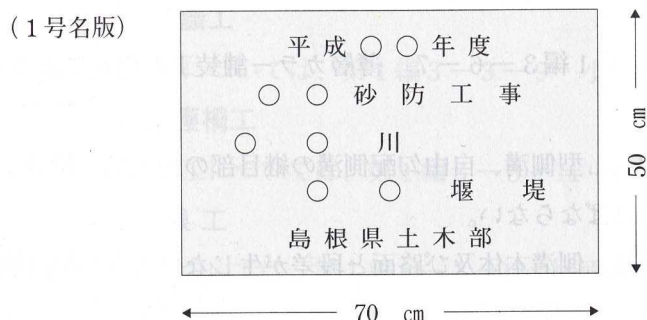 (1号名版)
平成○○年度
○○砂防工事
○○川
○○堰堤
島根県土木部
50 cm
70 cm